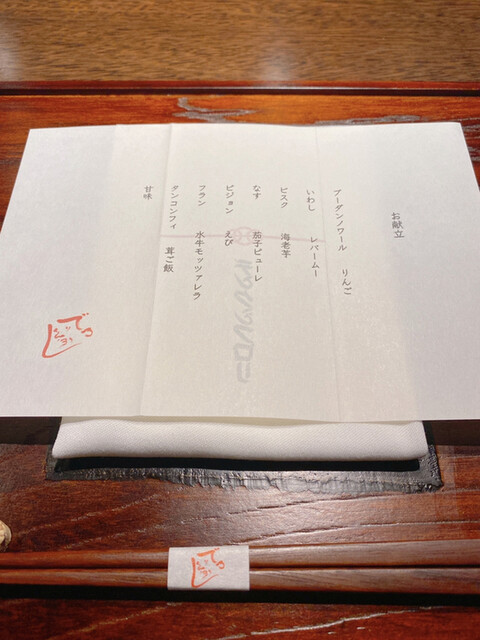 お献立
ブーダンノワール　りんご
いわし　レバームー
ビスク　海老芋
なす　茄子ピューレ
ピジョン　えび
フラン　水牛モッツァレラ
タンコンフィ　茸ご飯
甘味